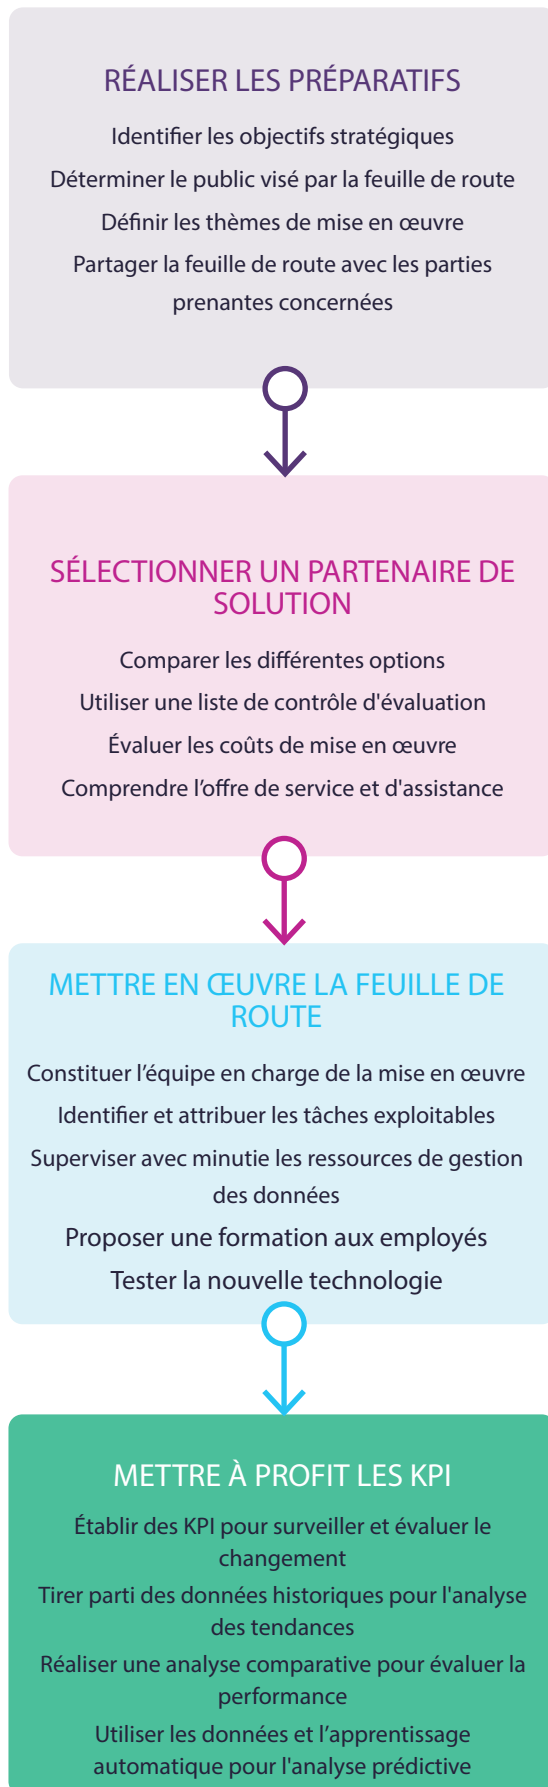 RÉALISER LES PRÉPARATIFS
Identifier les objectifs stratégiques
Déterminer le public visé par la feuille de route
Définir les thèmes de mise en œuvre
Partager la feuille de route avec les parties
prenantes concernées
SÉLECTIONNER UN PARTENAIRE DE
SOLUTION
Comparer les différentes options
Utiliser une liste de contrôle d'évaluation
Évaluer les coûts de mise en œuvre
Comprendre l’offre de service et d'assistance
METTRE EN ŒUVRE LA FEUILLE DE
ROUTE
Constituer l’équipe en charge de la mise en œuvre
Identifier et attribuer les tâches exploitables
Superviser avec minutie les ressources de gestion
des données
Proposer une formation aux employés
Tester la nouvelle technologie
METTRE À PROFIT LES KPI
Établir des KPI pour surveiller et évaluer le
changement
Tirer parti des données historiques pour l'analyse
des tendances
Réaliser une analyse comparative pour évaluer la
performance
Utiliser les données et l’apprentissage
automatique pour l'analyse prédictive